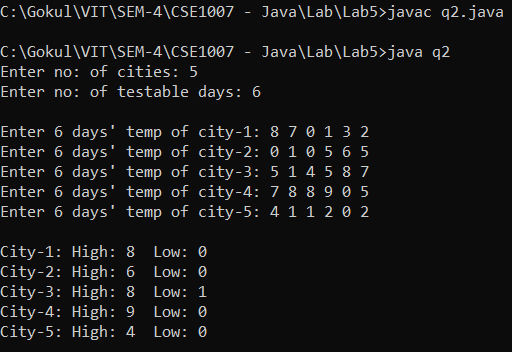 C:\Gokul\VIT\SEM-4\CSE1007 - Java\Lab\Lab5>javac q2.java
C:\Gokul\VIT\SEM-4\CSE1007 - Java\Lab\Lab5>java q2
Enter no: of cities: 5
Enter no: of testable days: 6
Enter 6 days' temp of city-1: 8 7 0 1 3 2
Enter 6 days' temp of city-2: 0 1 0 5 6 5
Enter 6 days' temp of city-3: 5 1 4 5 8 7
Enter 6 days' temp of city-4: 7 8 8 9 0 5
Enter 6 days' temp of city-5: 4 1 1 2 0 2
City-1: High: 8  Low: 0
City-2: High: 6  Low: 0
City-3: High: 8  Low: 1
City-4: High: 9  Low: 0
City-5: High: 4  Low: 0